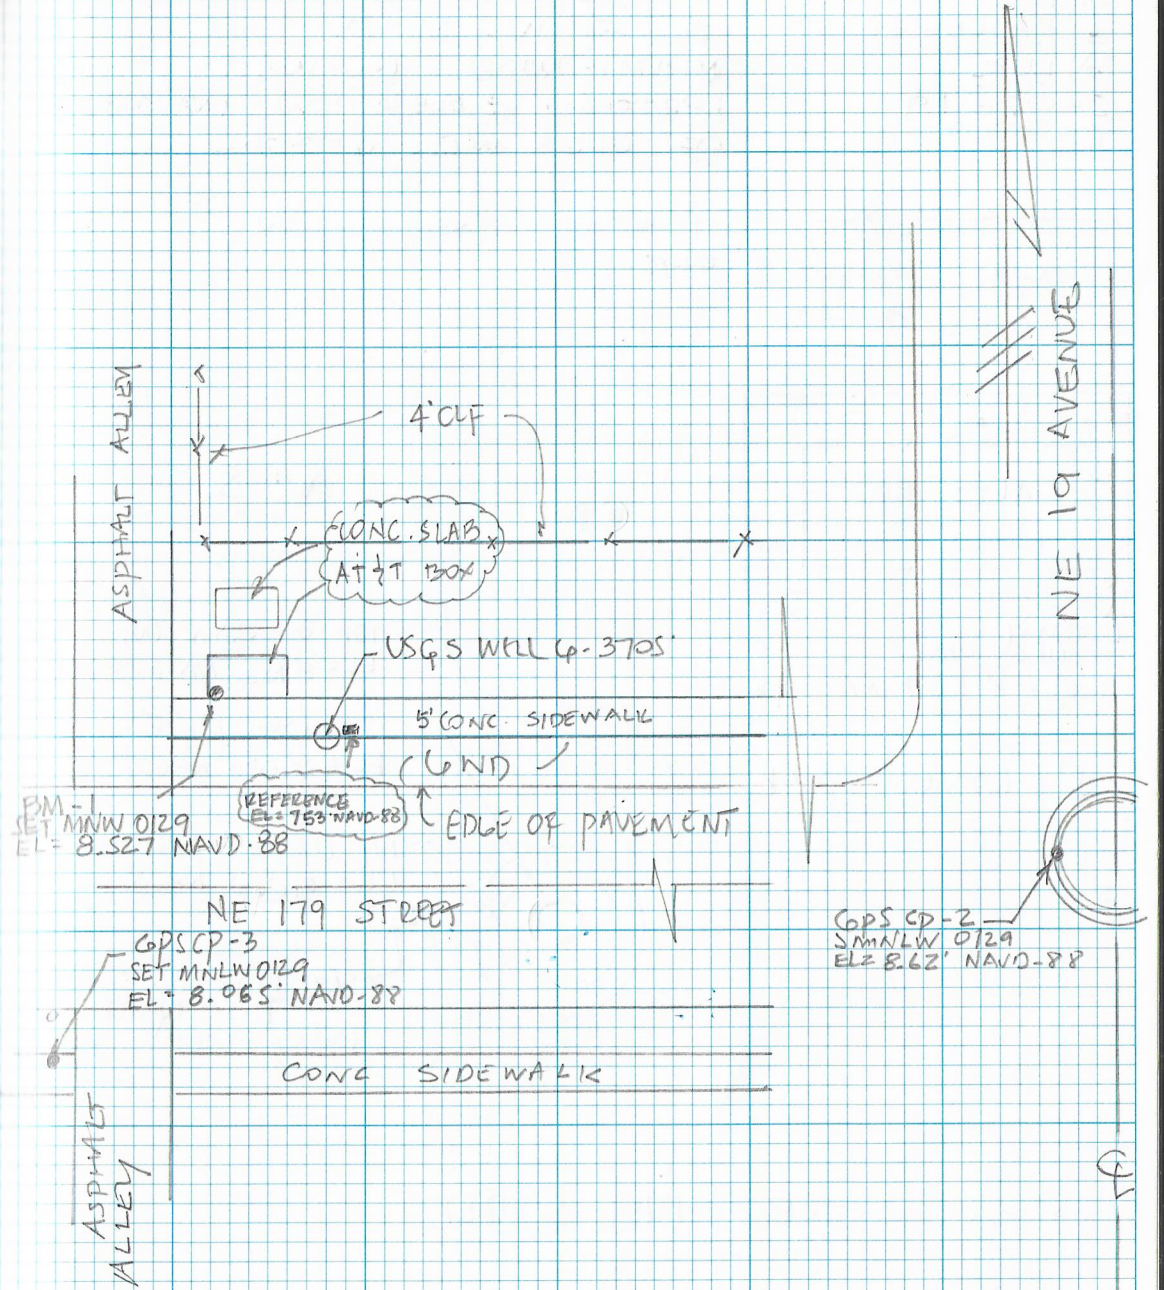 ASPHALT ALLEY
4' CLF
NE 19 AVENUE
CONC. SLAB
AT&T BOX
USGS WELL G-3705
5' CONC. SIDEWALK
GND
REFERENCE
EL= 7.53' NAVD-88
EDGE OF PAVEMENT
BM-1
SET MNW 0129
EL= 8.527 NAVD-88
NE 179 STREET
GPS CP-2
SMNLW 0129
EL= 8.62' NAVD-88
GPS CP-3
SET MNLW 0129
EL= 8.065' NAVD-88
CONC SIDEWALK
ASPHALT
ALLEY